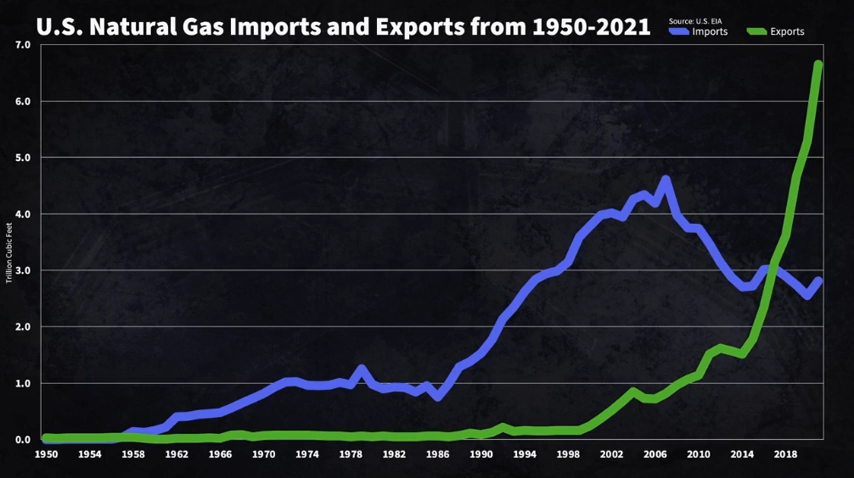 U.S. Natural Gas Imports and Exports from 1950-2021
Source: U.S. EIA
Imports
Exports
7.0
6.0
5.0
4.0
3.0
2.0
1.0
0.0
Trillion Cubic Feet
1950 1954 1958 1962 1966 1970 1974 1978 1982 1986 1990 1994 1998 2002 2006 2010 2014 2018